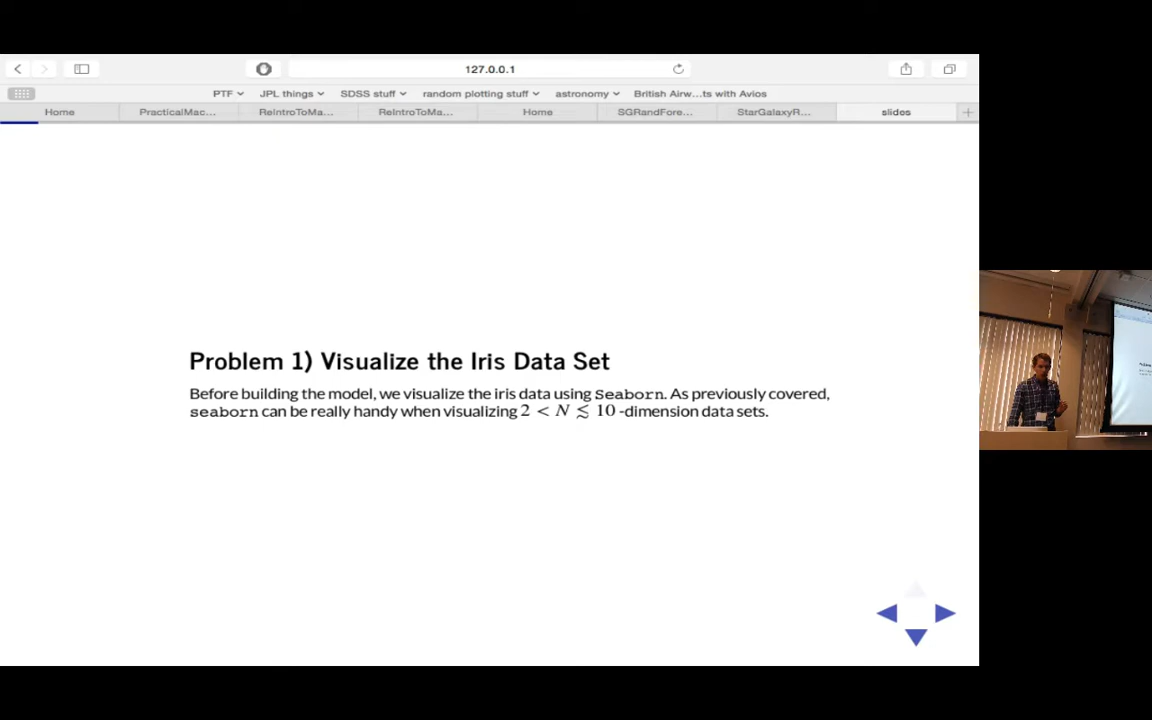 127.0.0.1
PTF JPL things SDSS stuff random plotting stuff astronomy British Airw...ts with Avios
Home PracticalMac... ReIntroToMa... ReIntroToMa... Home SGRandFore... StarGalaxyR... slides
Problem 1) Visualize the Iris Data Set
Before building the model, we visualize the iris data using Seaborn. As previously covered,
seaborn can be really handy when visualizing 2 < N ≲ 10 -dimension data sets.